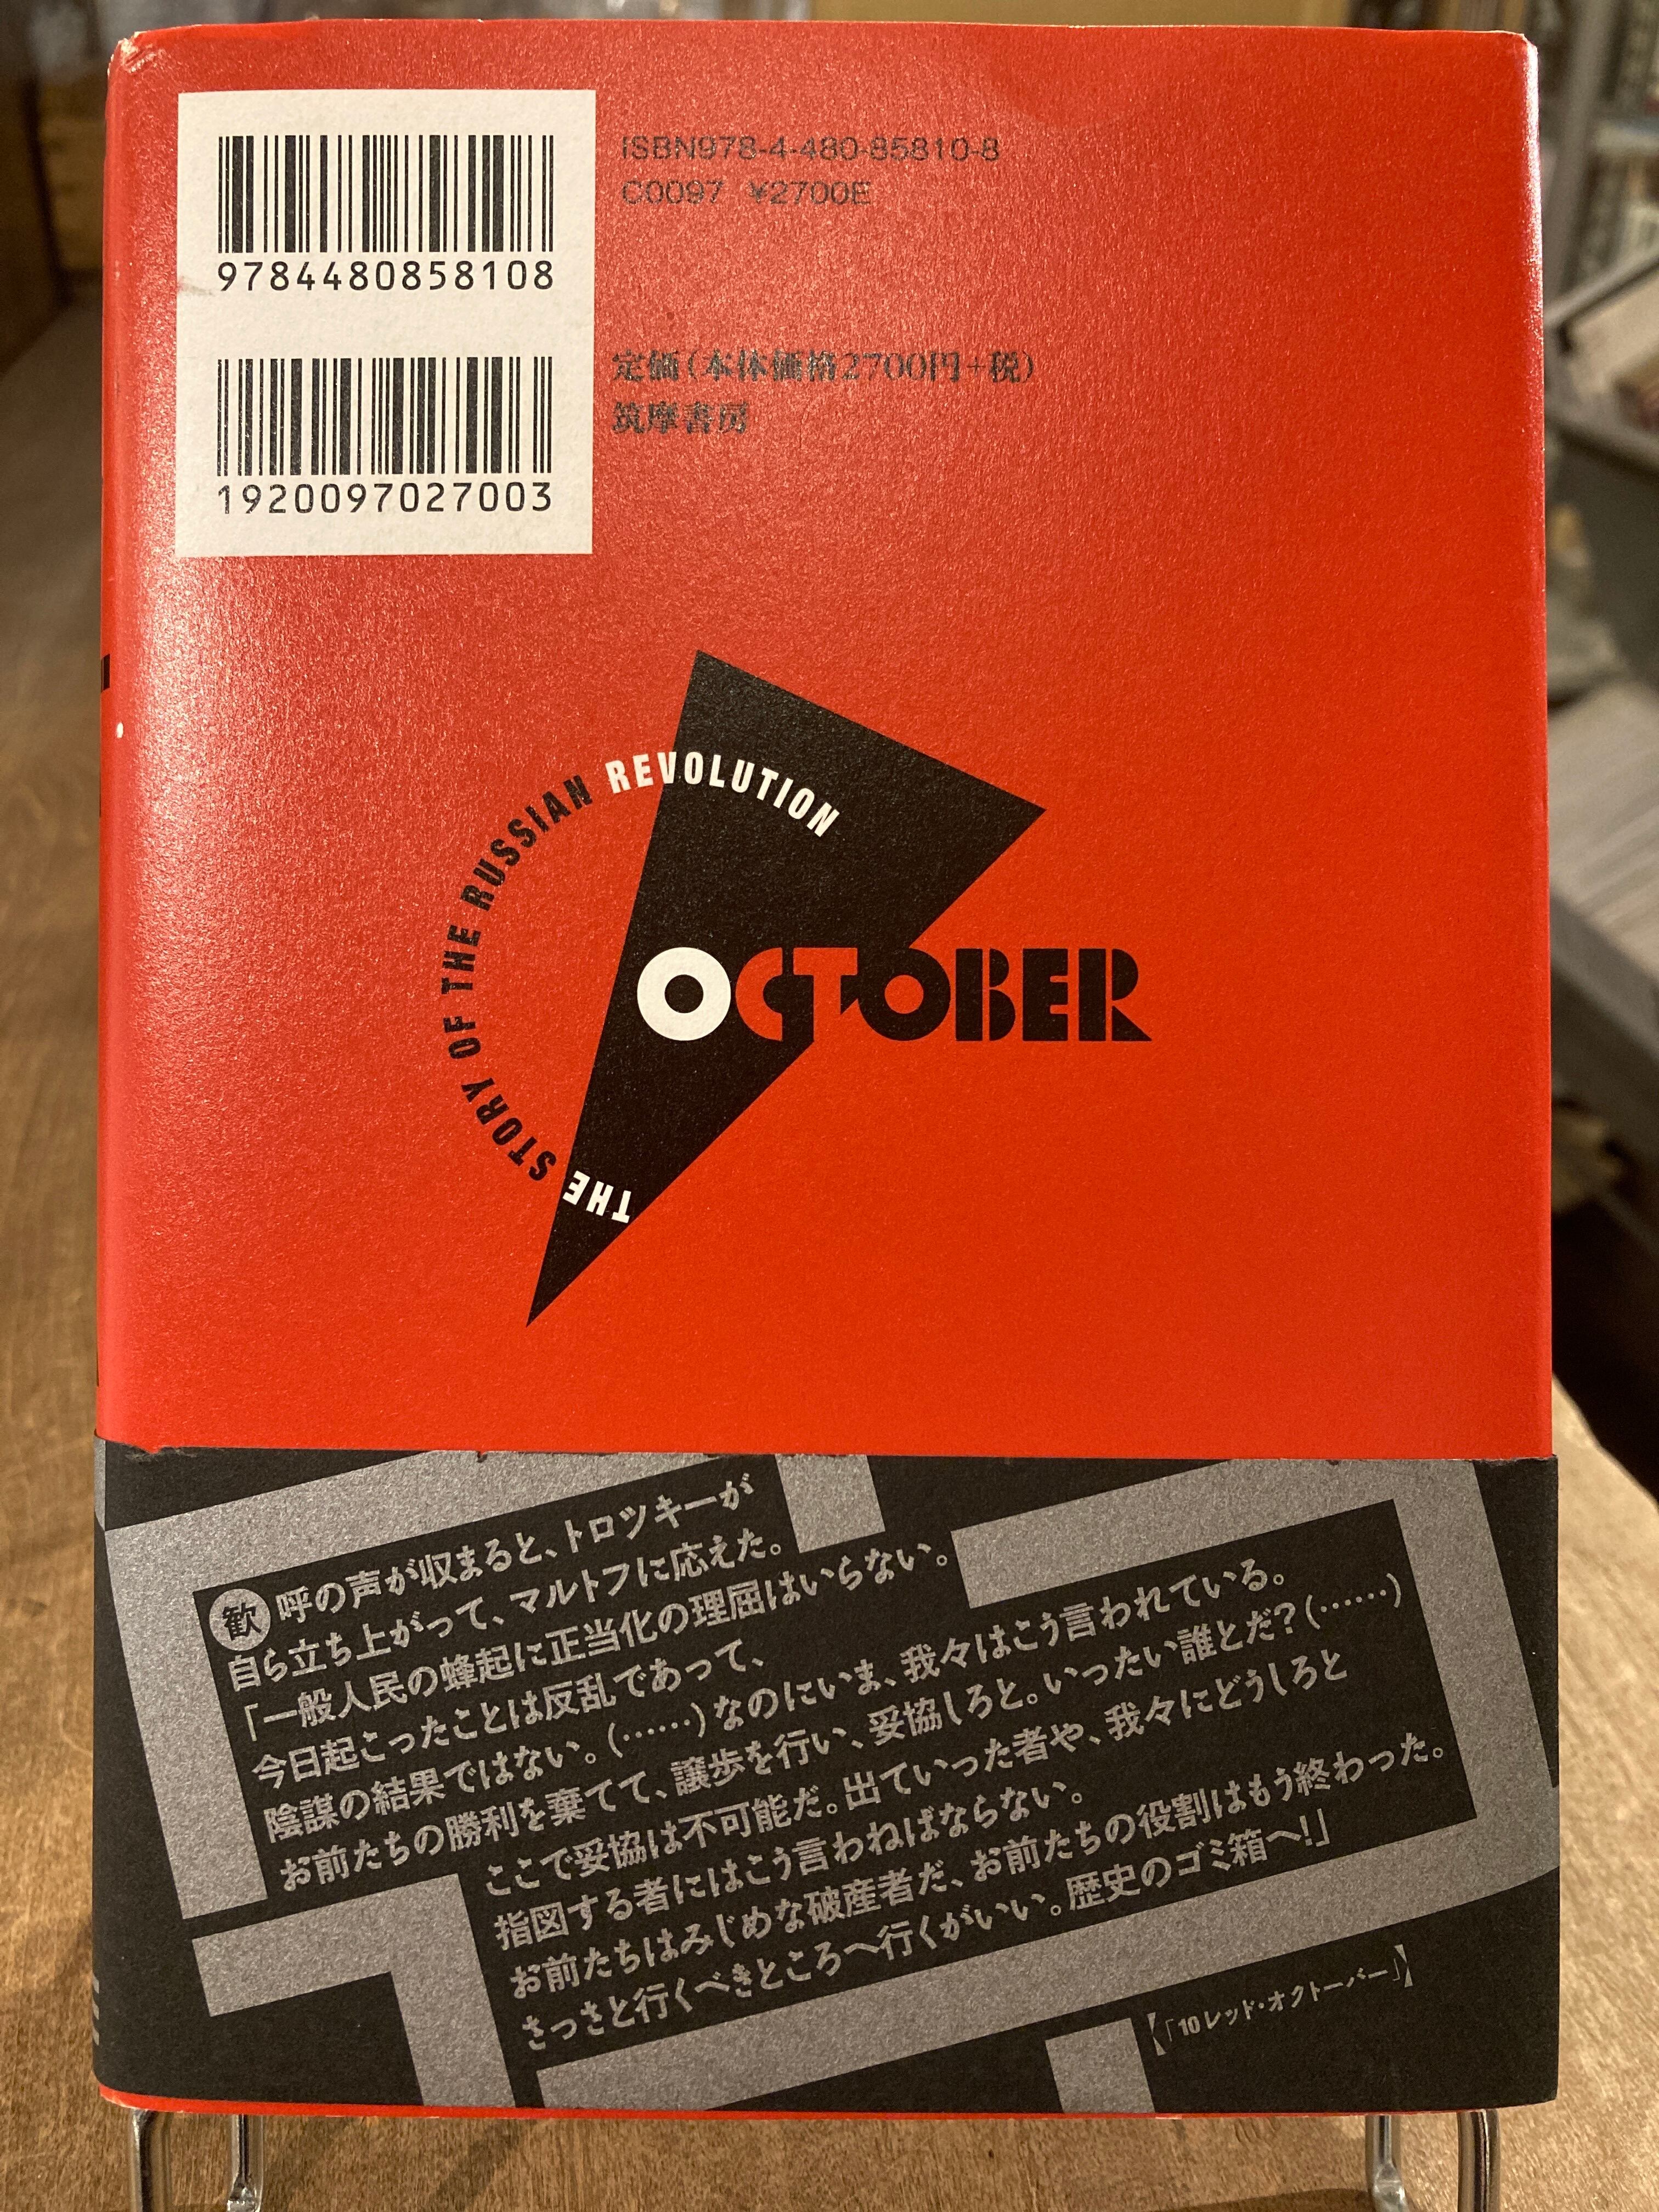 ISBN978-4-480-85810-8
C0097 ¥2700E
9784480858108
定価(本体価格2700円+税)
筑摩書房
1920097027003
THE STORY OF THE RUSSIAN REVOLUTION
OCTOBER
歓呼の声が収まると、トロツキーが
自ら立ち上がって、マルトフに応えた。
「一般人民の蜂起に正当化の理屈はいらない。
今日起こったことは反乱であって、
陰謀の結果ではない。(……)なのにいま、我々はこう言われている。
お前たちの勝利を棄てて、譲歩を行い、妥協しろと。いったい誰とだ?(……)
ここで妥協は不可能だ。出ていった者や、我々にどうしろと
指図する者にはこう言わねばならない。
お前たちはみじめな破産者だ、お前たちの役割はもう終わった。
さっさと行くべきところへ行くがいい。歴史のゴミ箱へ!」
【「10レッド・オクトーバー」】